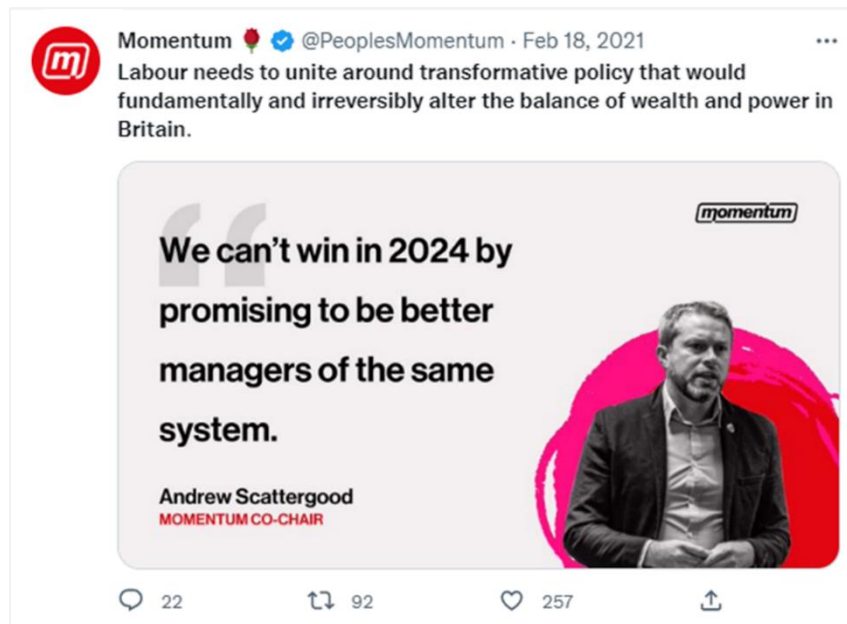 Momentum 🌹 @PeoplesMomentum · Feb 18, 2021
Labour needs to unite around transformative policy that would
fundamentally and irreversibly alter the balance of wealth and power in
Britain.
momentum
We can't win in 2024 by
promising to be better
managers of the same
system.
Andrew Scattergood
MOMENTUM CO-CHAIR
22 92 257